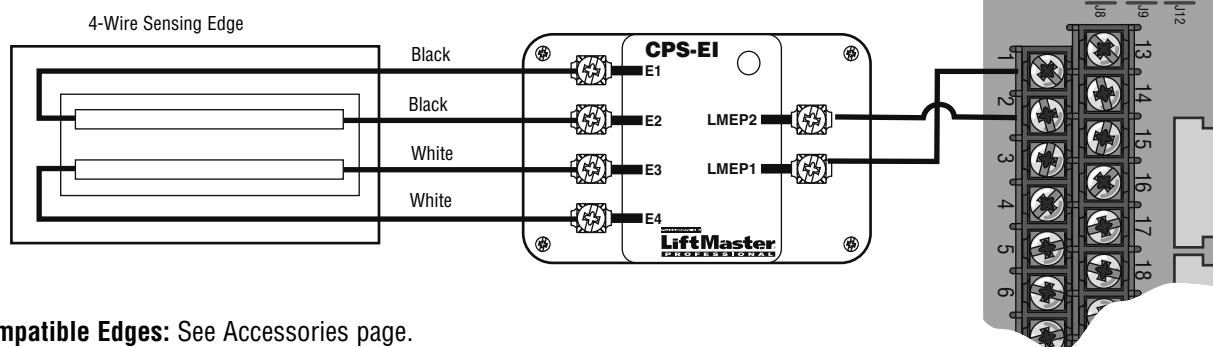 4-Wire Sensing Edge
Black
Black
White
White
CPS-EI
E1
E2
E3
E4
LMEP2
LMEP1
LiftMaster
PROFESSIONAL
J8
J9
J12
1
2
3
4
5
6
13
14
15
16
17
18
mpatible Edges: See Accessories page.